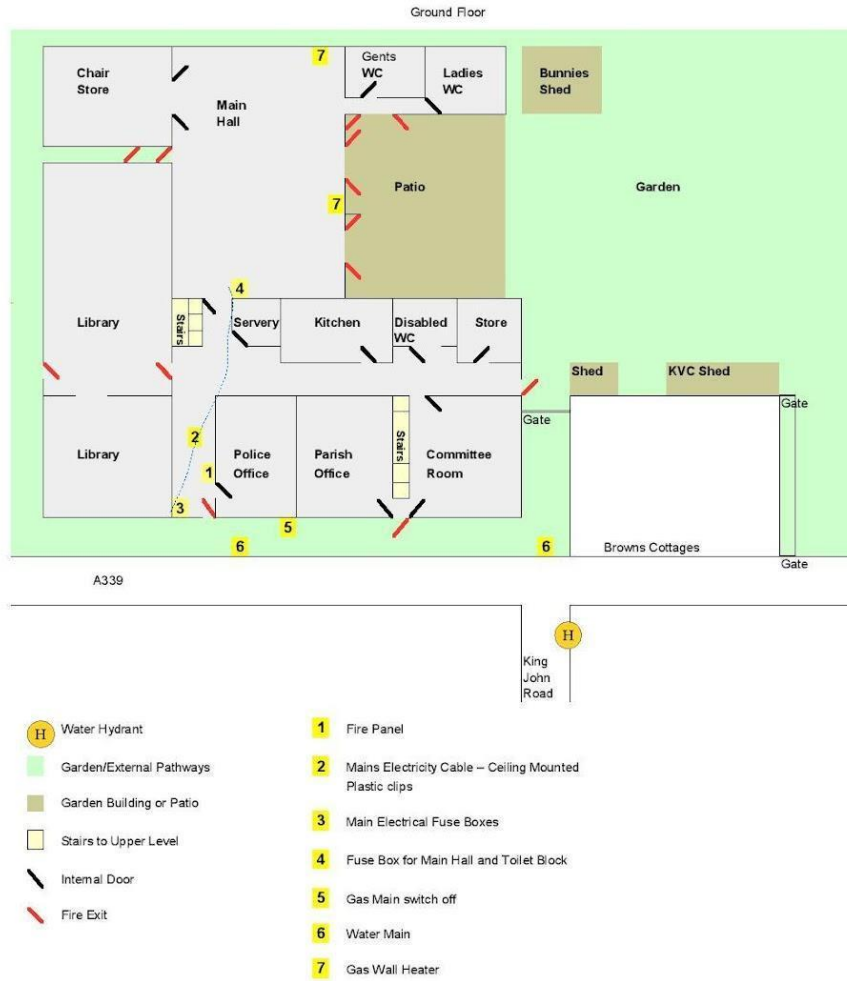 Ground Floor
7
Gents
WC
Chair
Store
Ladies
WC
Bunnies
Shed
Main
Hall
7
Patio
Garden
4
Library
Stairs
Servery
Kitchen
Disabled
WC
Store
Shed
KVC Shed
Gate
Gate
2
Library
1
Police
Office
Parish
Office
Stairs
Committee
Room
3
5
6
6
Browns Cottages
Gate
A339
H
King
John
Road
H Water Hydrant
Garden/External Pathways
Garden Building or Patio
Stairs to Upper Level
Internal Door
Fire Exit
1 Fire Panel
2 Mains Electricity Cable – Ceiling Mounted
Plastic clips
3 Main Electrical Fuse Boxes
4 Fuse Box for Main Hall and Toilet Block
5 Gas Main switch off
6 Water Main
7 Gas Wall Heater